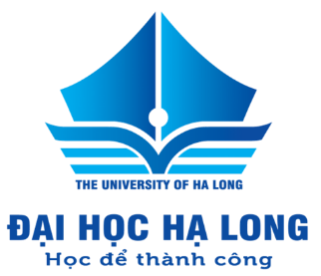 THE UNIVERSITY OF HA LONG
ĐẠI HỌC HẠ LONG
Học để thành công